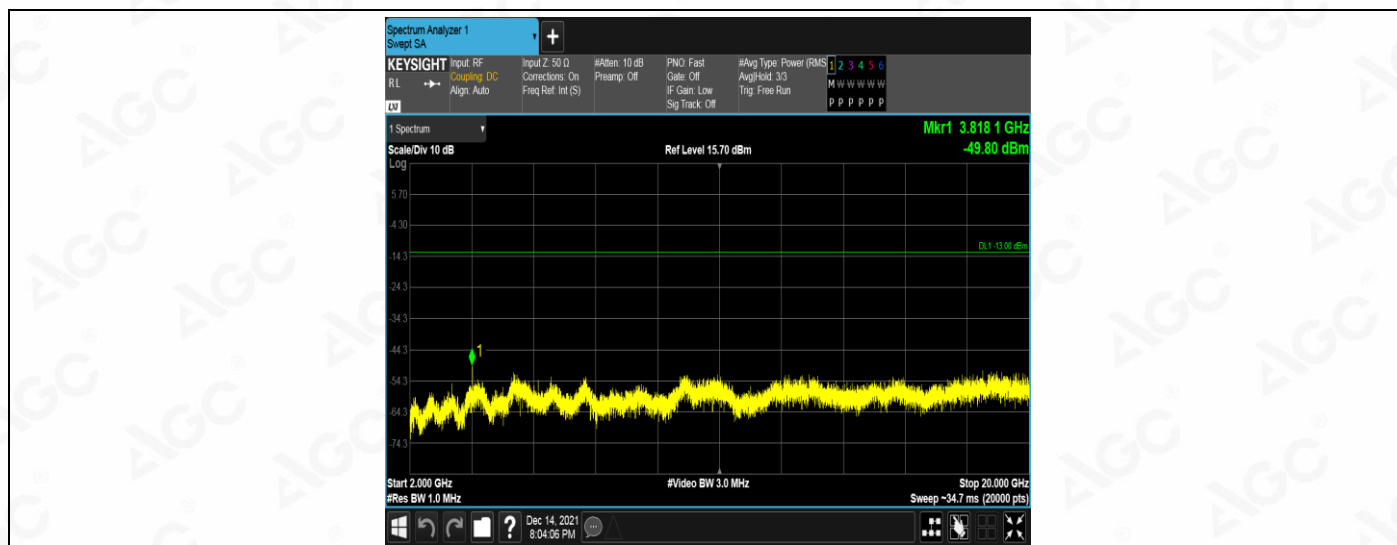 Spectrum Analyzer 1
Swept SA
+
KEYSIGHT
RL
LXI
Input: RF
Coupling: DC
Align: Auto
Input Z: 50 Ω
Corrections: On
Freq Ref: Int (S)
#Atten: 10 dB
Preamp: Off
PNO: Fast
Gate: Off
IF Gain: Low
Sig Track: Off
#Avg Type: Power (RMS
Avg|Hold: 3/3
Trig: Free Run
1 2 3 4 5 6
M W W W W W
P P P P P P
1 Spectrum
Mkr1 3.818 1 GHz
-49.80 dBm
Scale/Div 10 dB
Ref Level 15.70 dBm
Log
5.70
-4.30
DL1 -13.00 dBm
-14.3
-24.3
-34.3
-44.3
1
-54.3
-64.3
-74.3
Start 2.000 GHz
#Video BW 3.0 MHz
Stop 20.000 GHz
#Res BW 1.0 MHz
Sweep ~34.7 ms (20000 pts)
?
Dec 14, 2021
8:04:06 PM
AGC